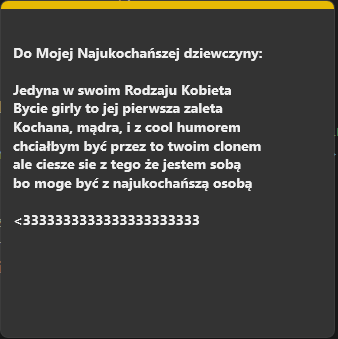 Do Mojej Najukochańszej dziewczyny:
Jedyna w swoim Rodzaju Kobieta
Bycie girly to jej pierwsza zaleta
Kochana, mądra, i z cool humorem
chciałbym być przez to twoim clonem
ale ciesze sie z tego że jestem sobą
bo moge być z najukochańszą osobą
<3333333333333333333333